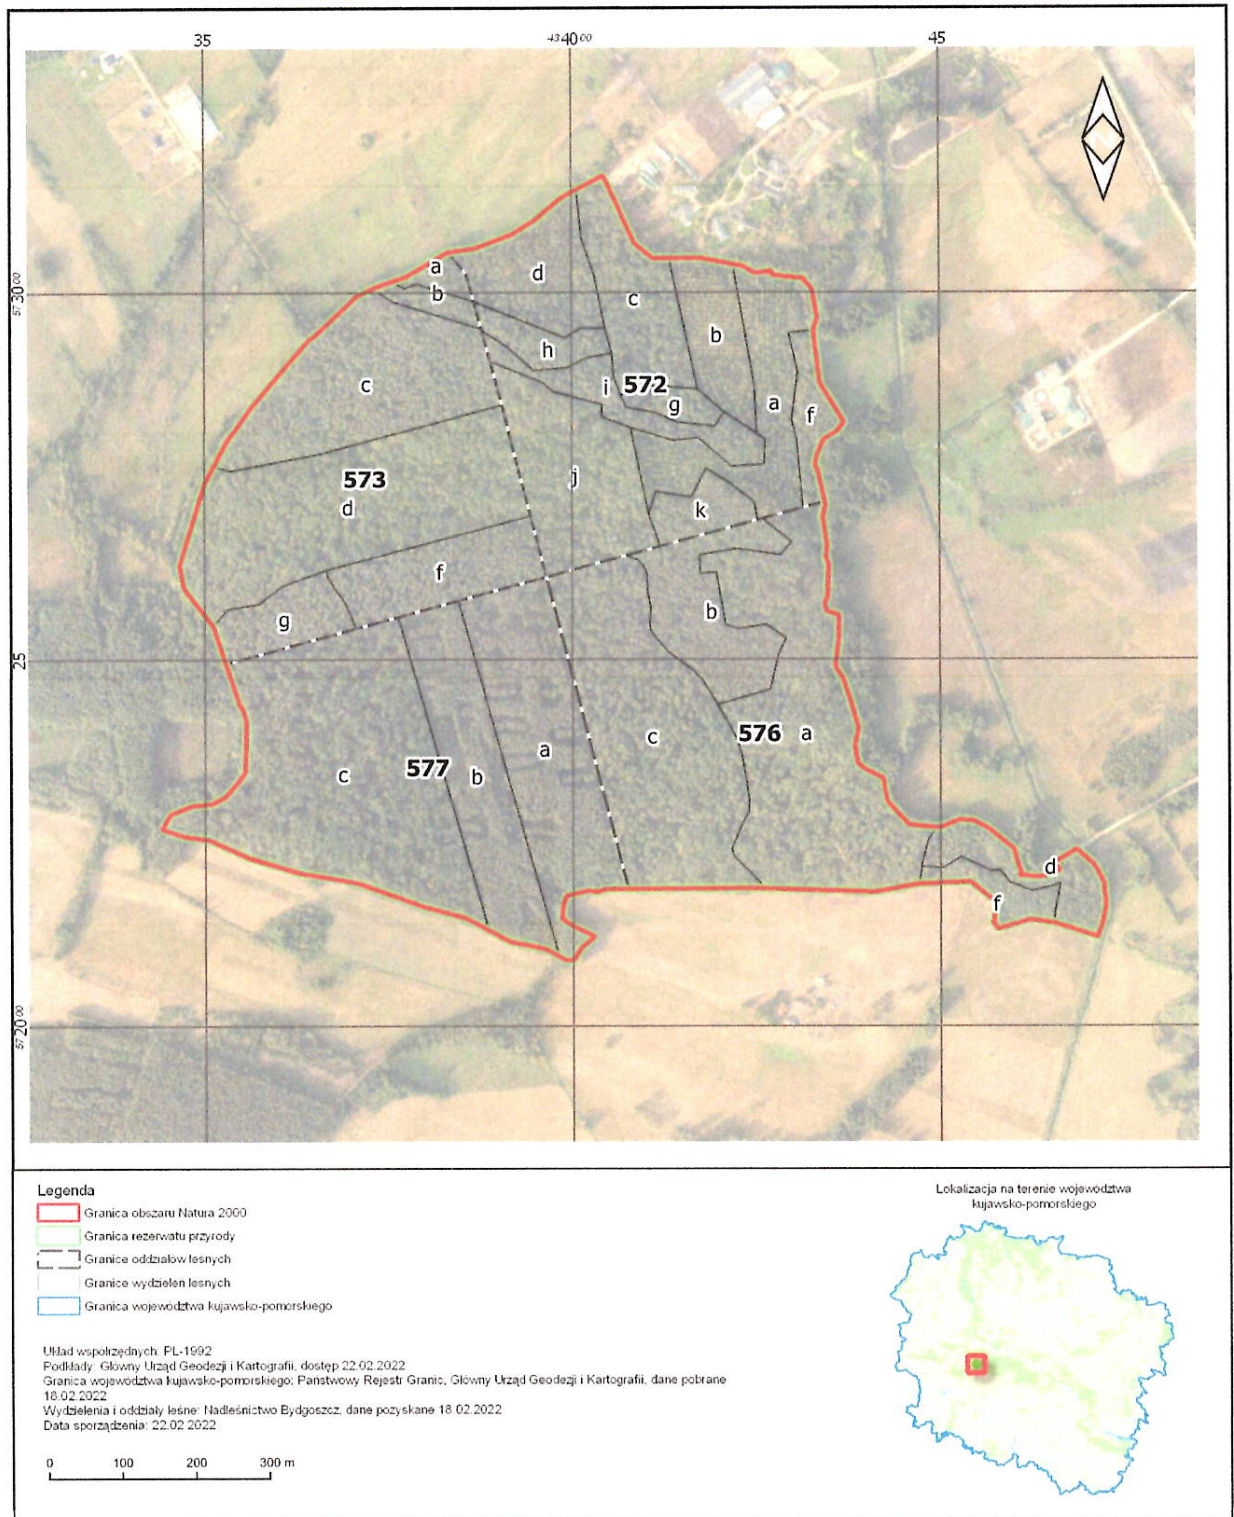 35
4340 00
45
a
d
5730 00
b
c
b
h
c
i
572
a
g
f
573
j
d
k
f
b
g
25
576
a
c
a
577
b
c
d
f
5720 00
Legenda
Granica obszaru Natura 2000
Granica rezerwatu przyrody
Granice oddziałów lesnych
Granice wydzielen lesnych
Granica województwa kujawsko-pomorskiego
Układ współrzędnych: PL-1992
Podkłady: Główny Urząd Geodezji i Kartografii, dostęp 22.02.2022
Granica województwa kujawsko-pomorskiego: Państwowy Rejestr Granic, Główny Urząd Geodezji i Kartografii, dane pobrane
18.02.2022
Wydzielenia i oddziały leśne: Nadleśnictwo Bydgoszcz, dane pozyskane 18.02.2022
Data sporządzenia: 22.02.2022
0 100 200 300 m
Lokalizacja na terenie województwa
kujawsko-pomorskiego